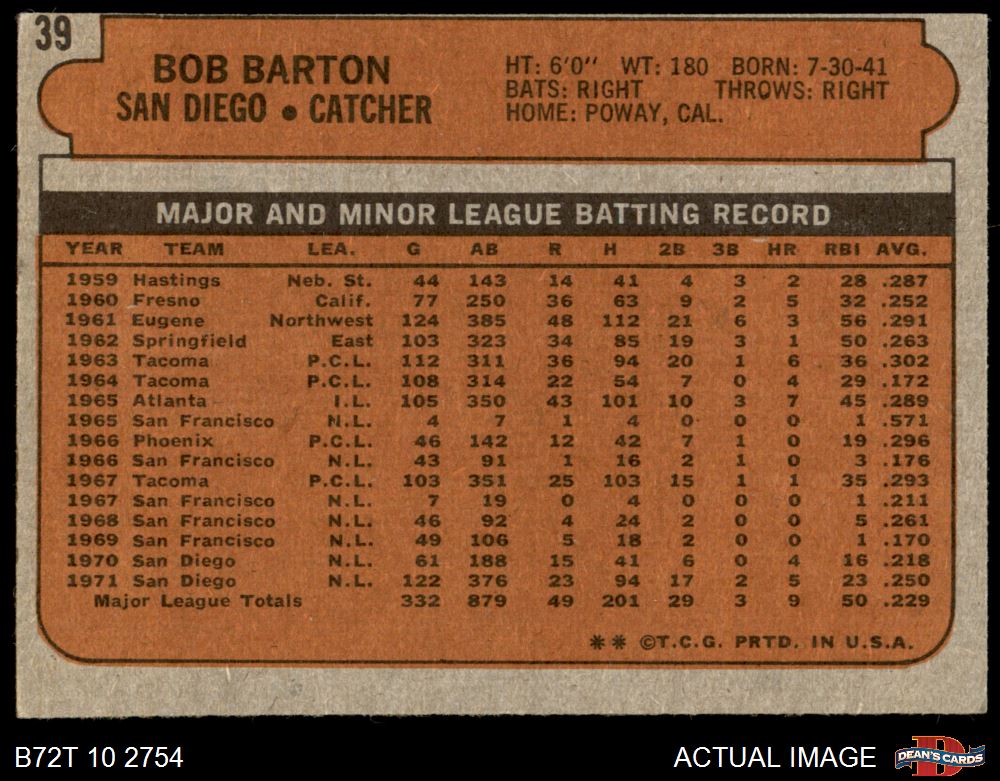 39
BOB BARTON
SAN DIEGO • CATCHER
HT: 6'0" WT: 180 BORN: 7-30-41
BATS: RIGHT THROWS: RIGHT
HOME: POWAY, CAL.
MAJOR AND MINOR LEAGUE BATTING RECORD
YEAR TEAM LEA. G AB R H 2B 3B HR RBI AVG.
1959 Hastings Neb. St. 44 143 14 41 4 3 2 28 .287
1960 Fresno Calif. 77 250 36 63 9 2 5 32 .252
1961 Eugene Northwest 124 385 48 112 21 6 3 56 .291
1962 Springfield East 103 323 34 85 19 3 1 50 .263
1963 Tacoma P.C.L. 112 311 36 94 20 1 6 36 .302
1964 Tacoma P.C.L. 108 314 22 54 7 0 4 29 .172
1965 Atlanta I.L. 105 350 43 101 10 3 7 45 .289
1965 San Francisco N.L. 4 7 1 4 0 0 0 1 .571
1966 Phoenix P.C.L. 46 142 12 42 7 1 0 19 .296
1966 San Francisco N.L. 43 91 1 16 2 1 0 3 .176
1967 Tacoma P.C.L. 103 351 25 103 15 1 1 35 .293
1967 San Francisco N.L. 7 19 0 4 0 0 0 1 .211
1968 San Francisco N.L. 46 92 4 24 2 0 0 5 .261
1969 San Francisco N.L. 49 106 5 18 2 0 0 1 .170
1970 San Diego N.L. 61 188 15 41 6 0 4 16 .218
1971 San Diego N.L. 122 376 23 94 17 2 5 23 .250
Major League Totals 332 879 49 201 29 3 9 50 .229
** ©T.C.G. PRTD. IN U.S.A.
B72T 10 2754
ACTUAL IMAGE
D
DEAN'S CARDS